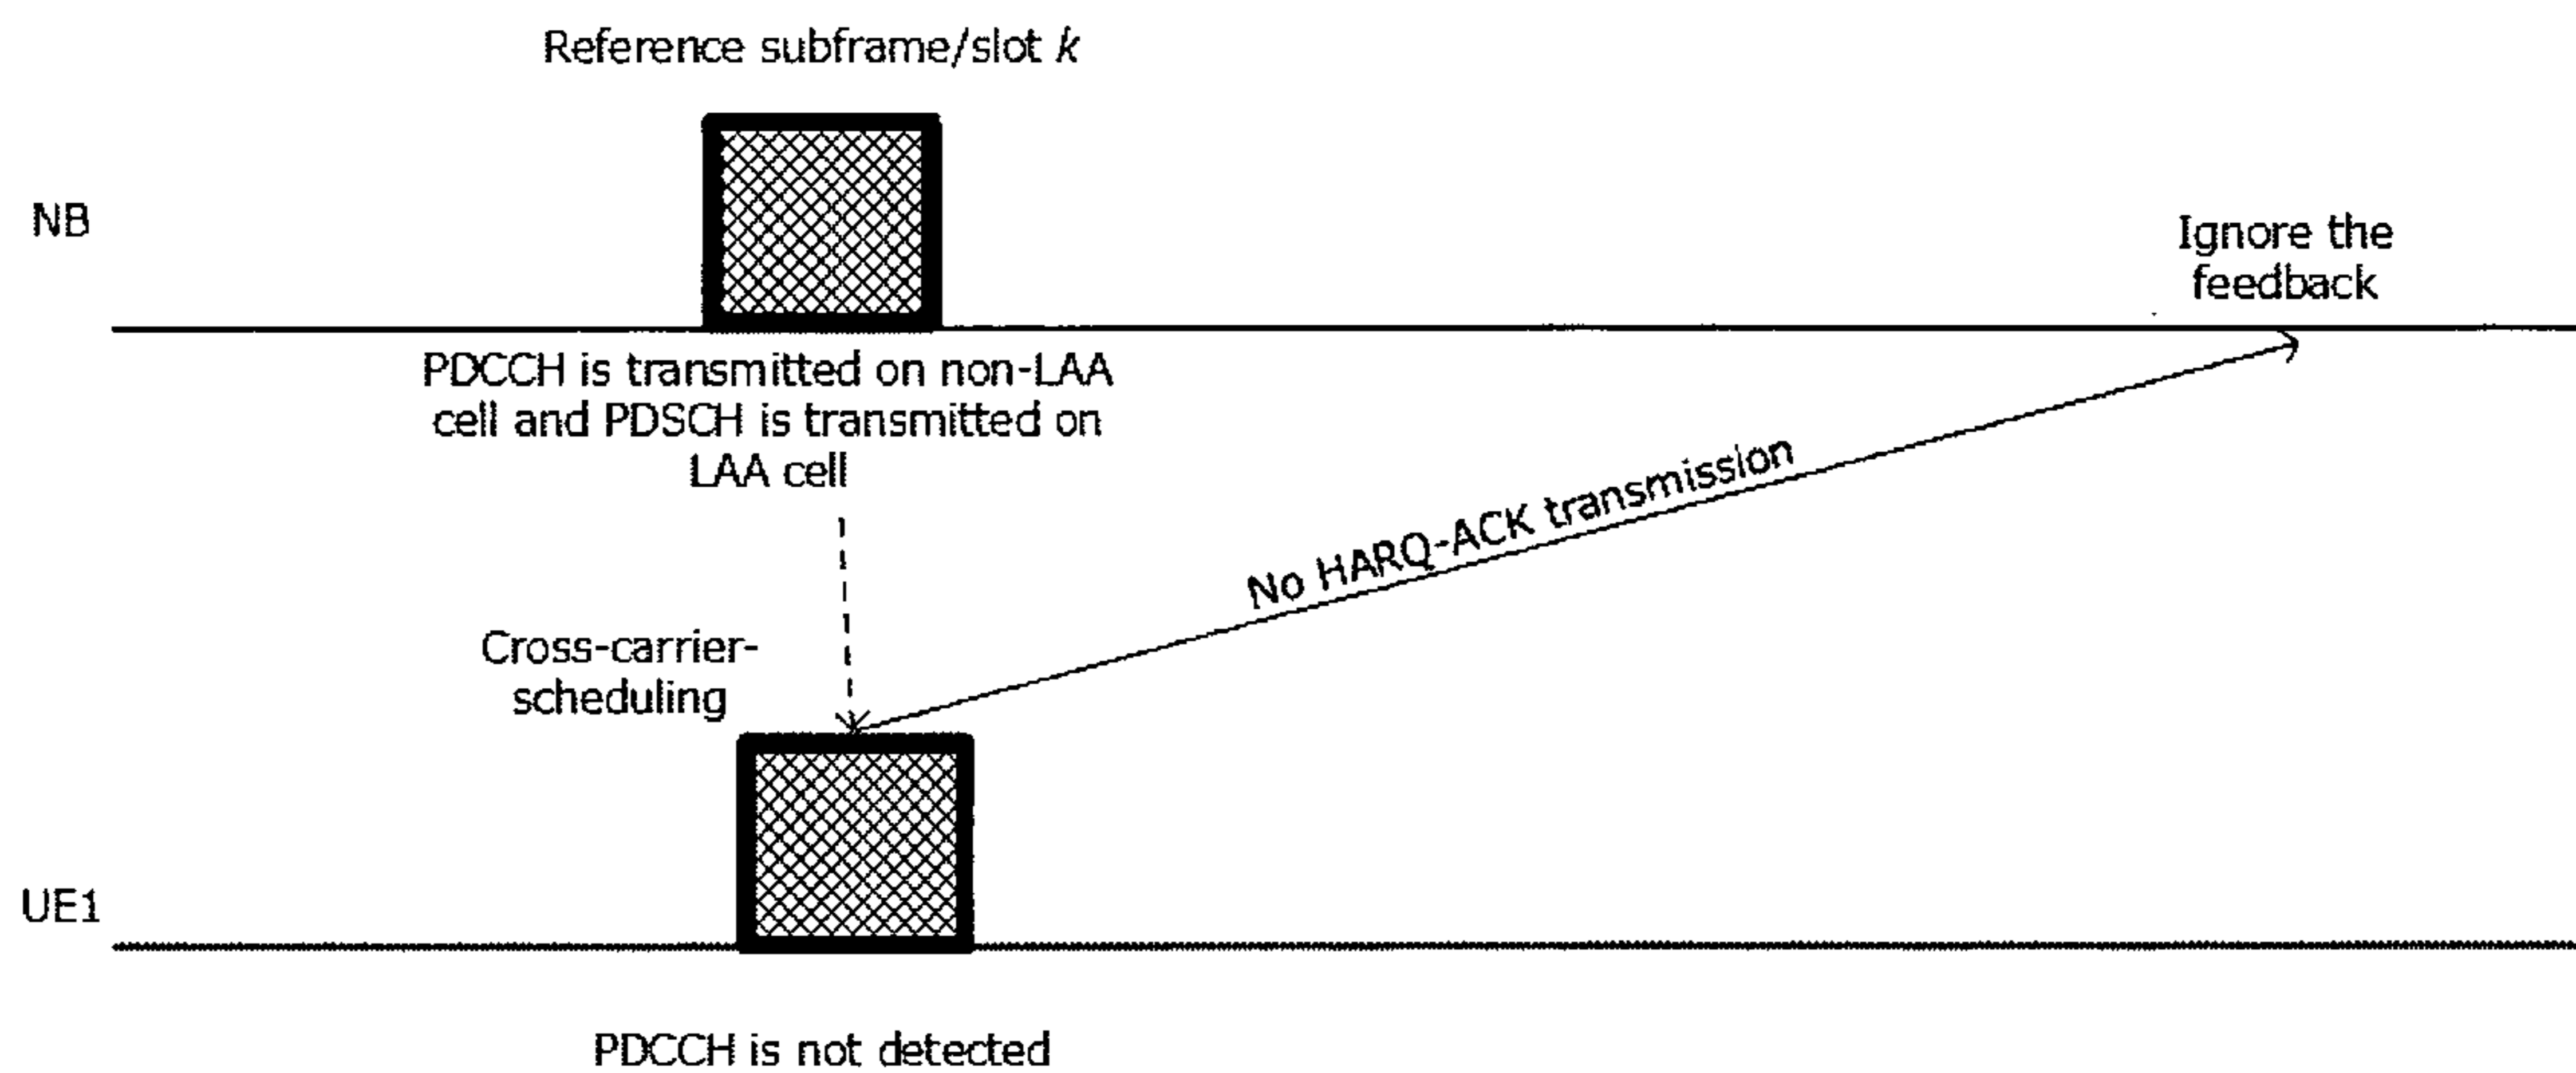 Reference subframe/slot k
NB
Ignore the
feedback
PDCCH is transmitted on non-LAA
cell and PDSCH is transmitted on
LAA cell
No HARQ-ACK transmission
Cross-carrier-
scheduling
UE1
PDCCH is not detected